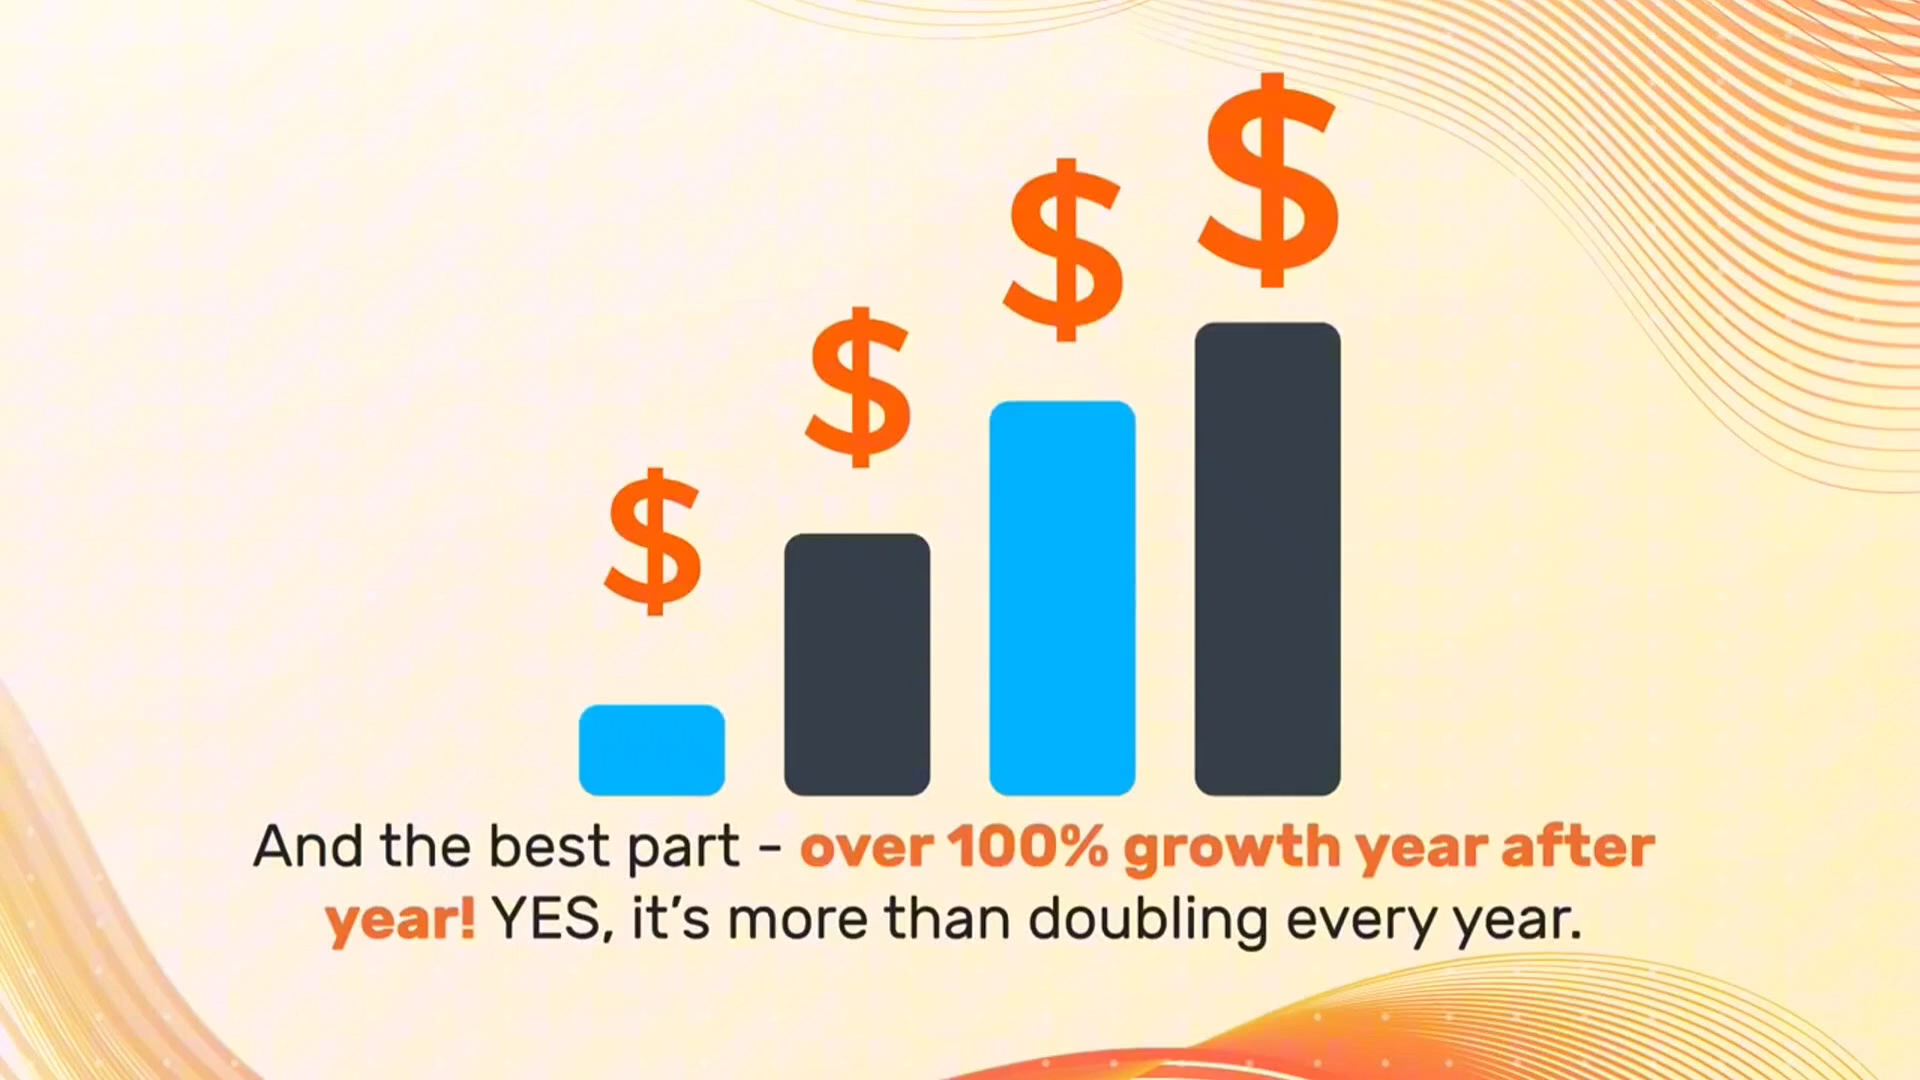 $
$
$
$
And the best part - over 100% growth year after
year! YES, it’s more than doubling every year.